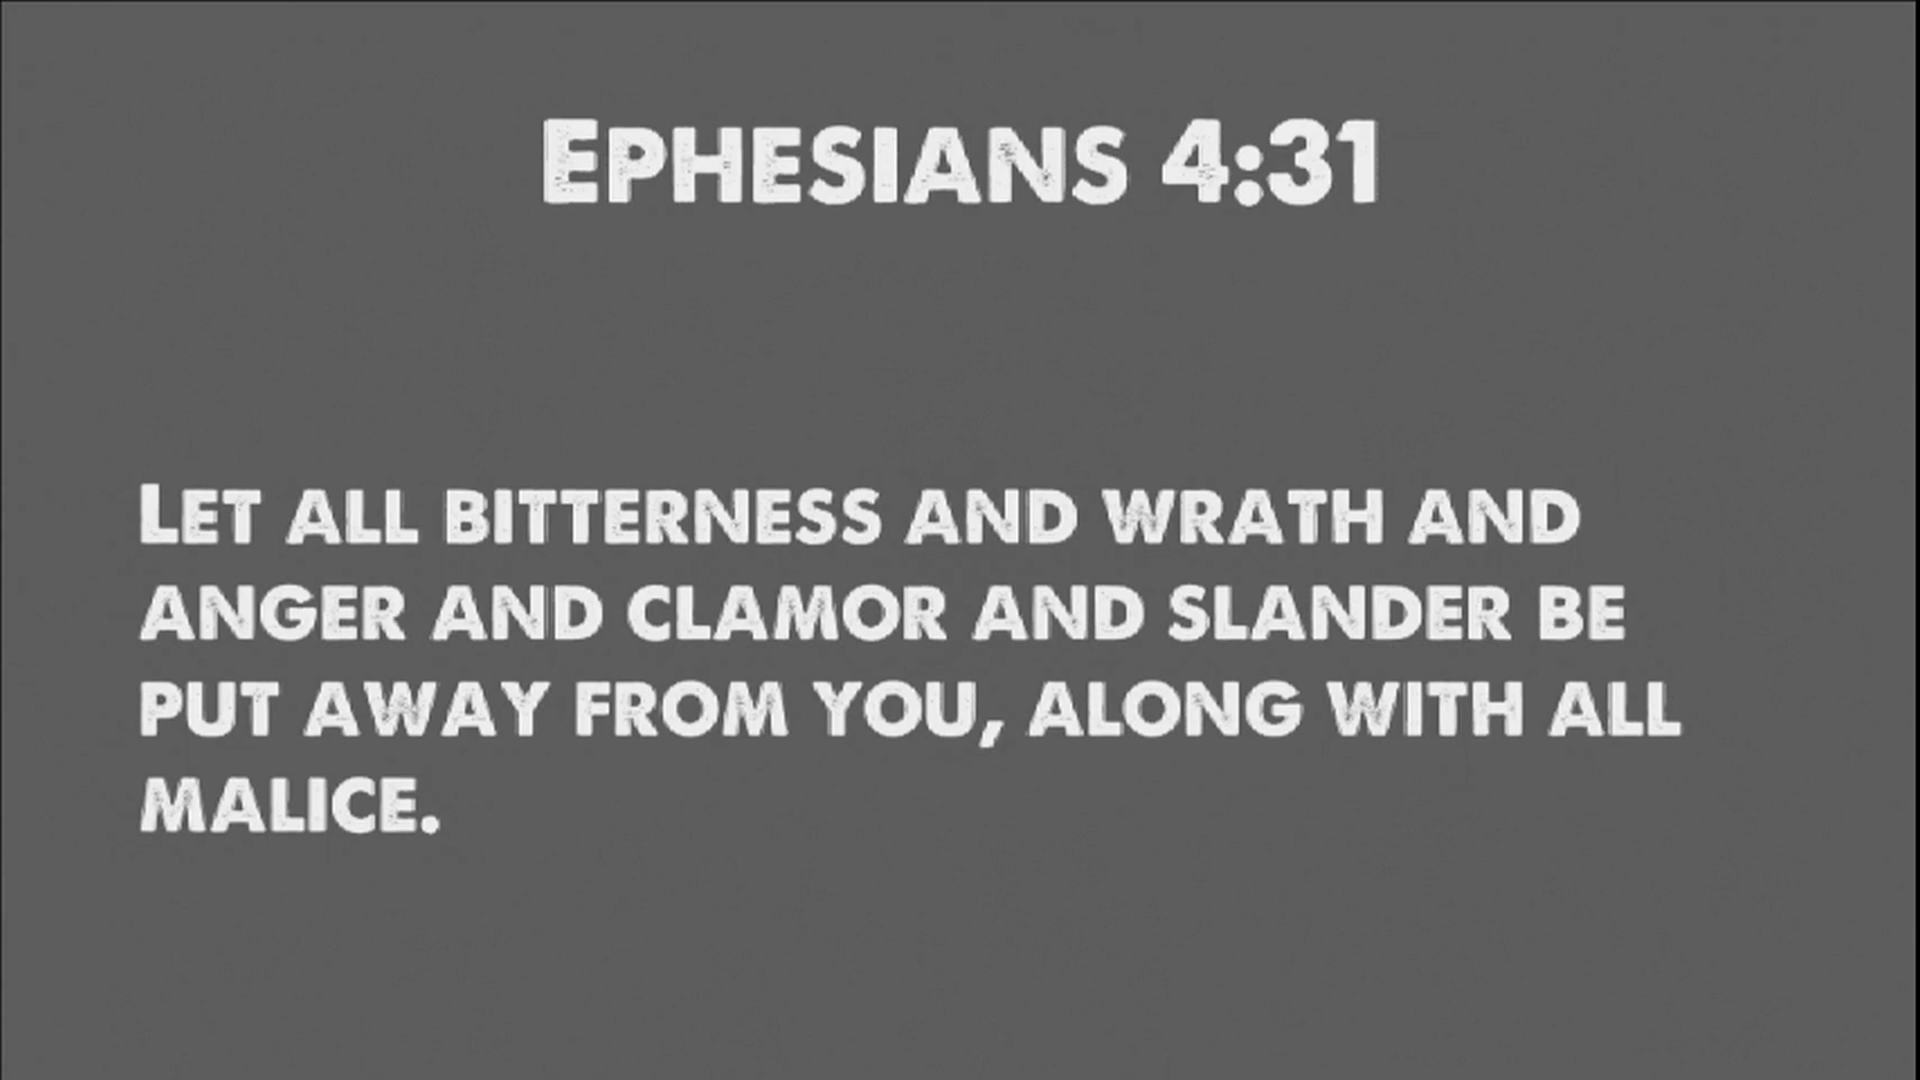 Ephesians 4:31
Let all bitterness and wrath and
anger and clamor and slander be
put away from you, along with all
malice.